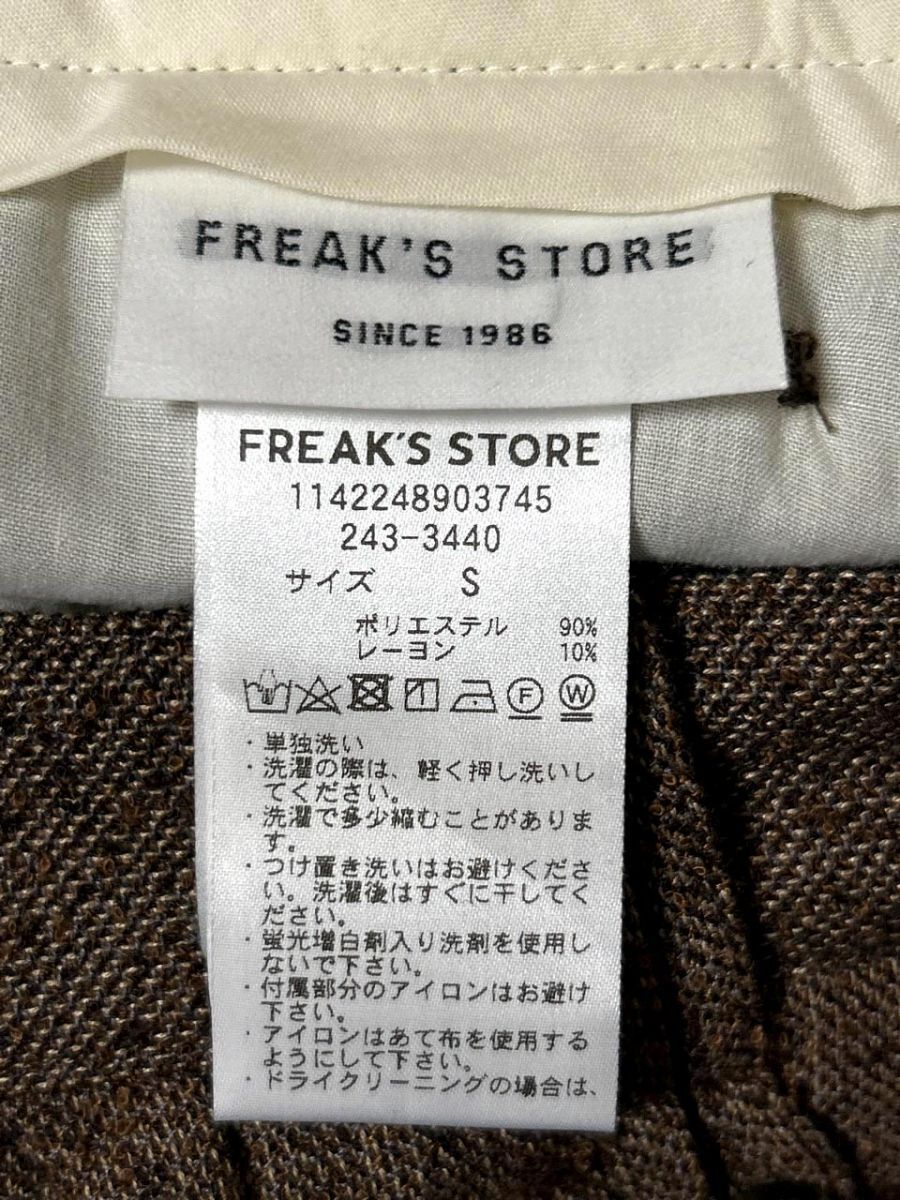 FREAK'S STORE
SINCE 1986
FREAK'S STORE
1142248903745
243-3440
サイズ S
ポリエステル 90%
レーヨン 10%
F W
・単独洗い
・洗濯の際は、軽く押し洗いし
てください。
・洗濯で多少縮むことがありま
す。
・つけ置き洗いはお避けくださ
い。洗濯後はすぐに干してく
ださい。
・蛍光増白剤入り洗剤を使用し
ないで下さい。
・付属部分のアイロンはお避け
下さい。
・アイロンはあて布を使用する
ようにして下さい。
・ドライクリーニングの場合は、